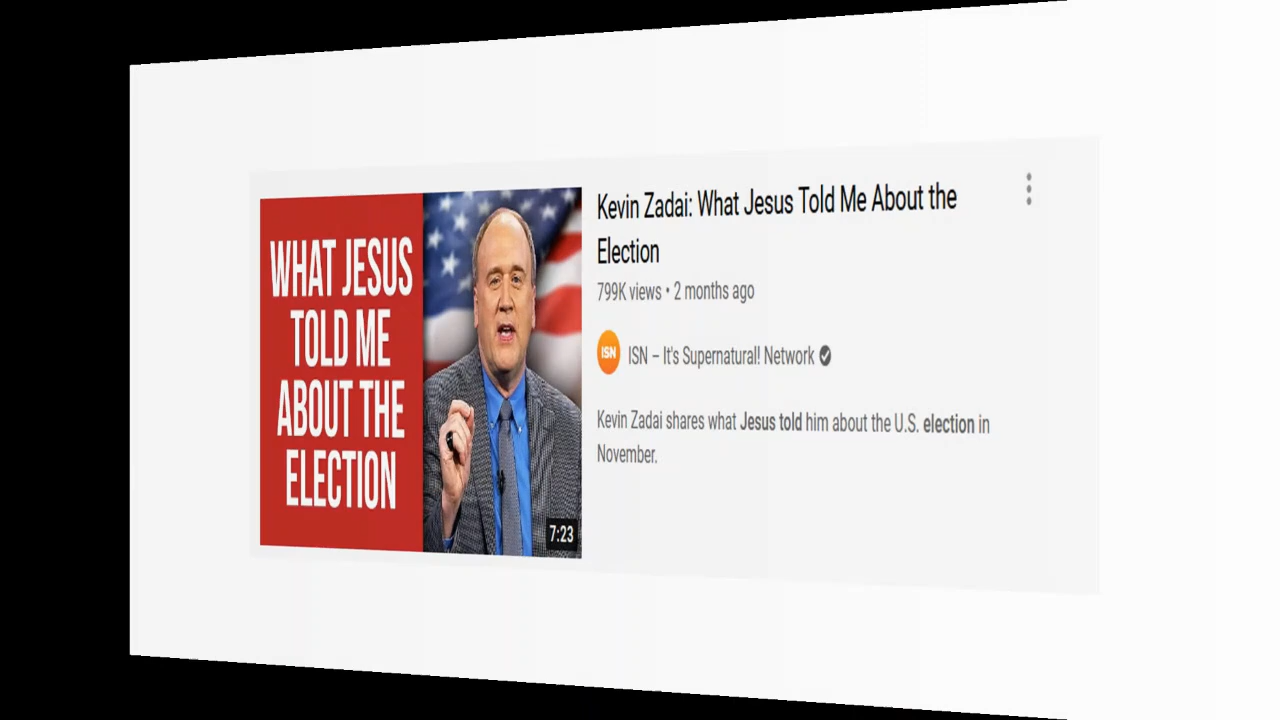 WHAT JESUS
TOLD ME
ABOUT THE
ELECTION
7:23
Kevin Zadai: What Jesus Told Me About the
Election
799K views • 2 months ago
ISN
ISN – It's Supernatural! Network
Kevin Zadai shares what Jesus told him about the U.S. election in
November.